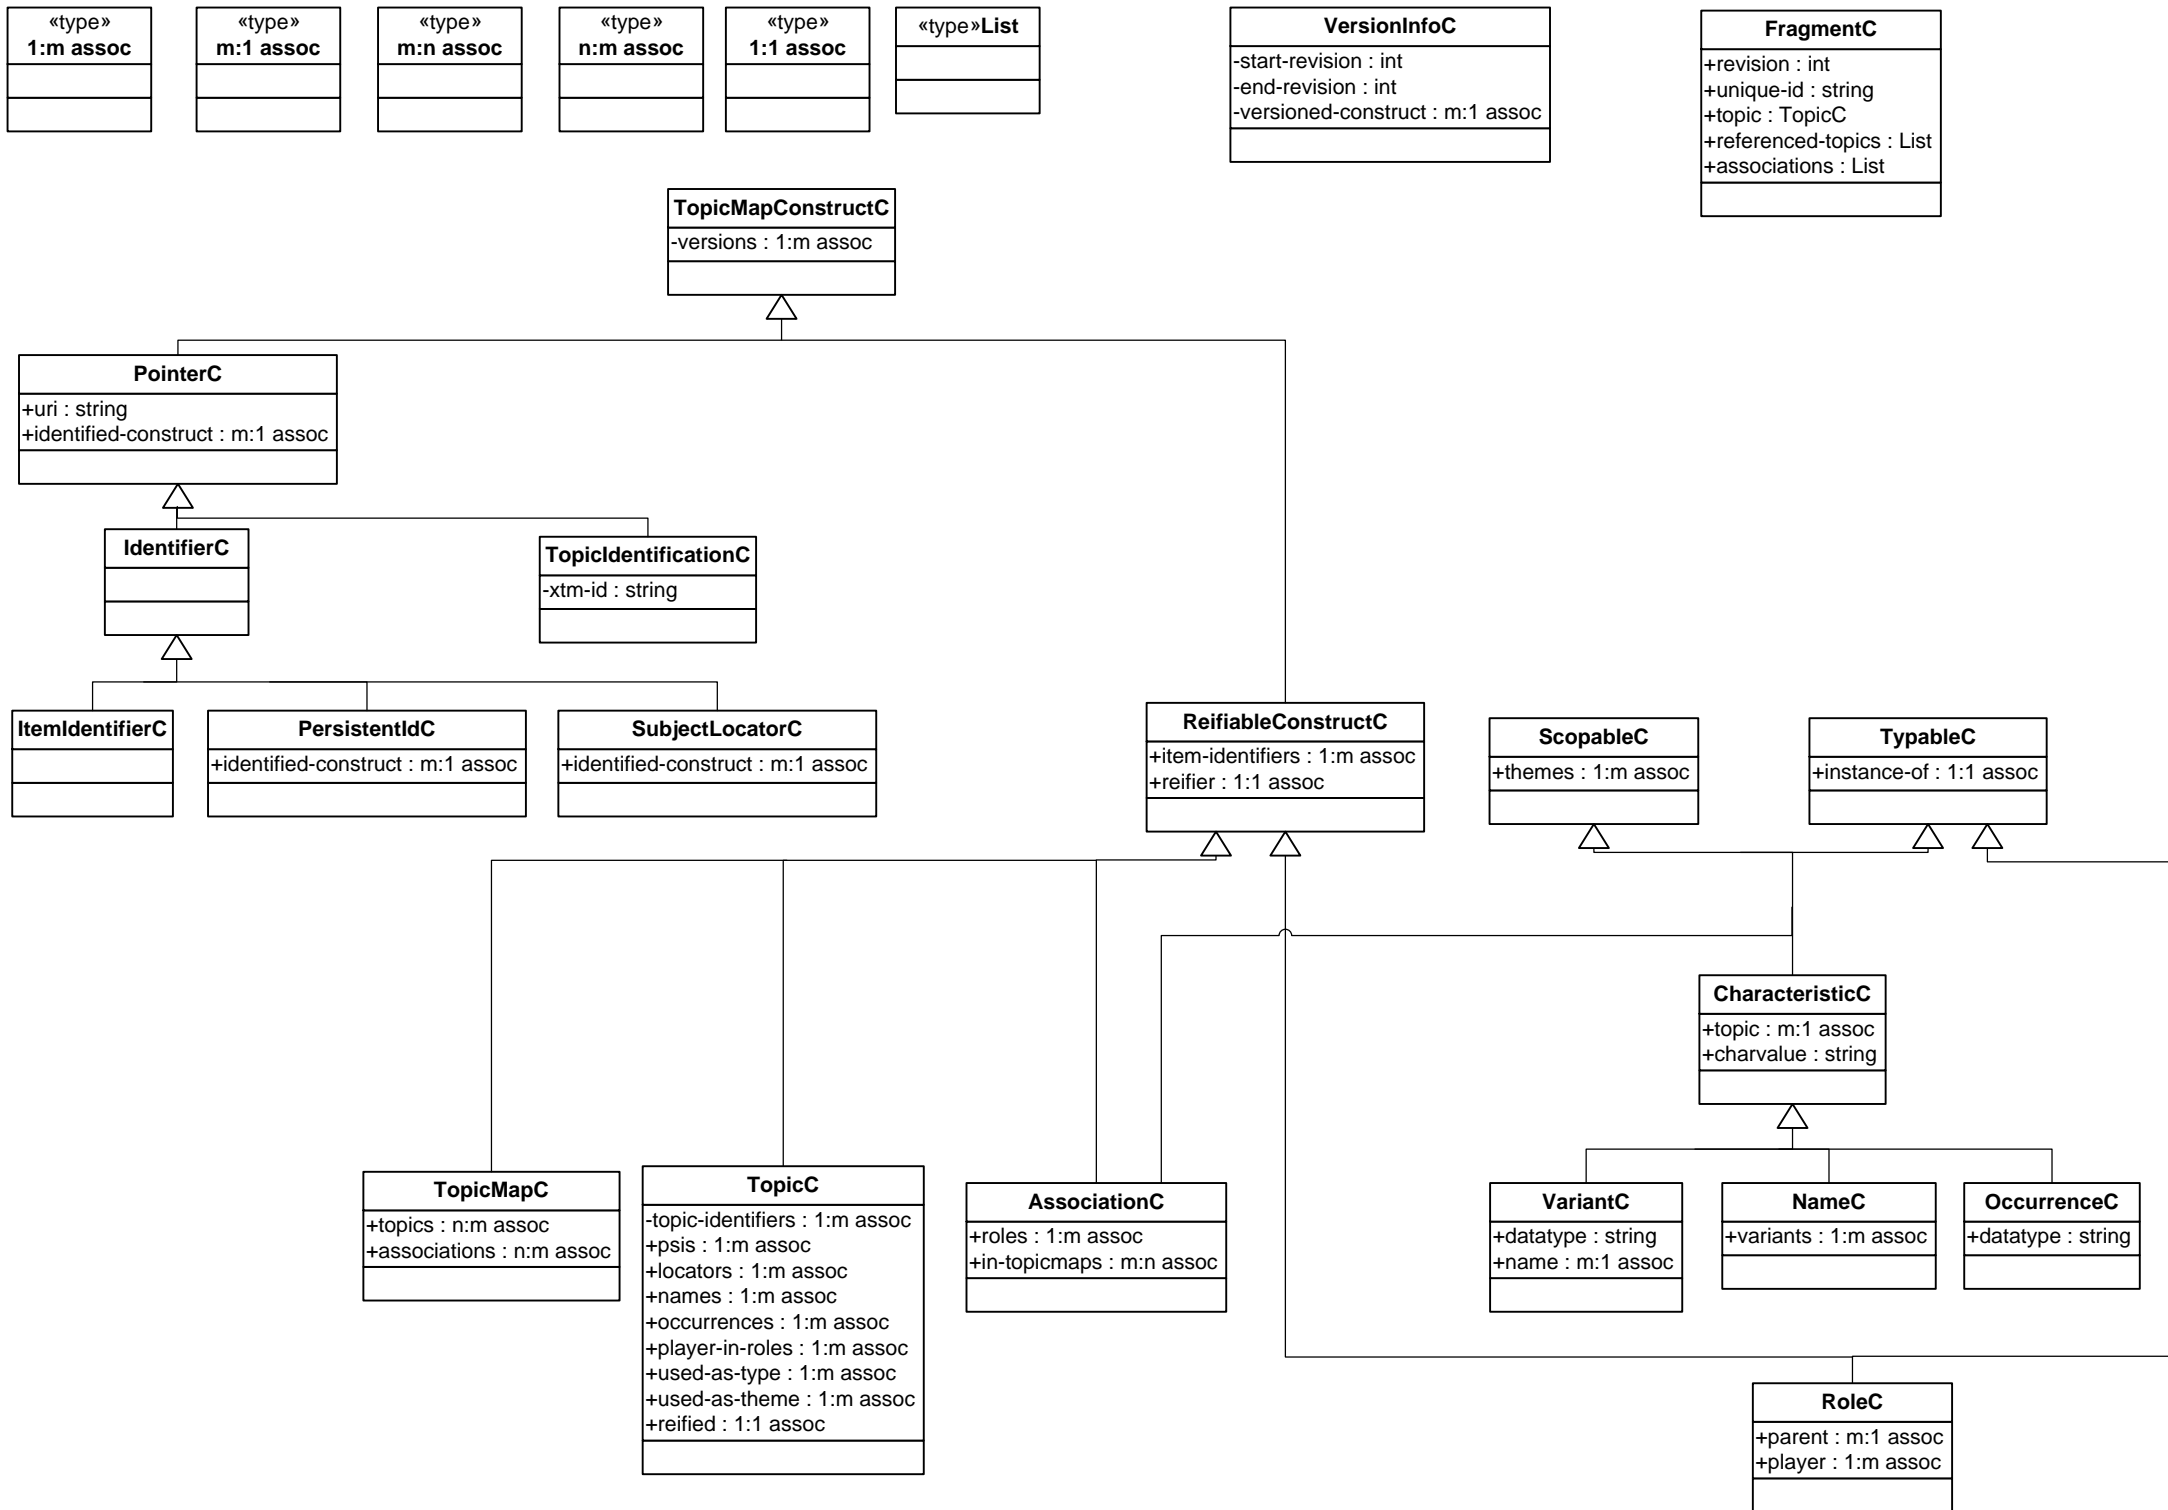 «type»
1:m assoc
«type»
m:1 assoc
«type»
m:n assoc
«type»
n:m assoc
«type»
1:1 assoc
«type»List
VersionInfoC
-start-revision : int
-end-revision : int
-versioned-construct : m:1 assoc
FragmentC
+revision : int
+unique-id : string
+topic : TopicC
+referenced-topics : List
+associations : List
TopicMapConstructC
-versions : 1:m assoc
PointerC
+uri : string
+identified-construct : m:1 assoc
IdentifierC
TopicIdentificationC
-xtm-id : string
ItemIdentifierC
PersistentIdC
+identified-construct : m:1 assoc
SubjectLocatorC
+identified-construct : m:1 assoc
ReifiableConstructC
+item-identifiers : 1:m assoc
+reifier : 1:1 assoc
ScopableC
+themes : 1:m assoc
TypableC
+instance-of : 1:1 assoc
CharacteristicC
+topic : m:1 assoc
+charvalue : string
TopicMapC
+topics : n:m assoc
+associations : n:m assoc
TopicC
-topic-identifiers : 1:m assoc
+psis : 1:m assoc
+locators : 1:m assoc
+names : 1:m assoc
+occurrences : 1:m assoc
+player-in-roles : 1:m assoc
+used-as-type : 1:m assoc
+used-as-theme : 1:m assoc
+reified : 1:1 assoc
AssociationC
+roles : 1:m assoc
+in-topicmaps : m:n assoc
VariantC
+datatype : string
+name : m:1 assoc
NameC
+variants : 1:m assoc
OccurrenceC
+datatype : string
RoleC
+parent : m:1 assoc
+player : 1:m assoc